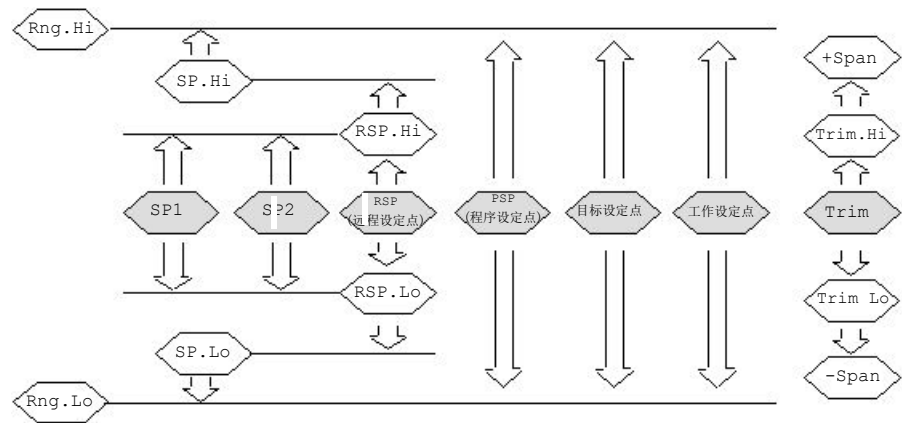 Rng.Hi
+Span
SP.Hi
RSP.Hi
Trim.Hi
SP1
SP2
RSP
(远程设定点)
PSP
(程序设定点)
目标设定点
工作设定点
Trim
RSP.Lo
Trim Lo
SP.Lo
-Span
Rng.Lo